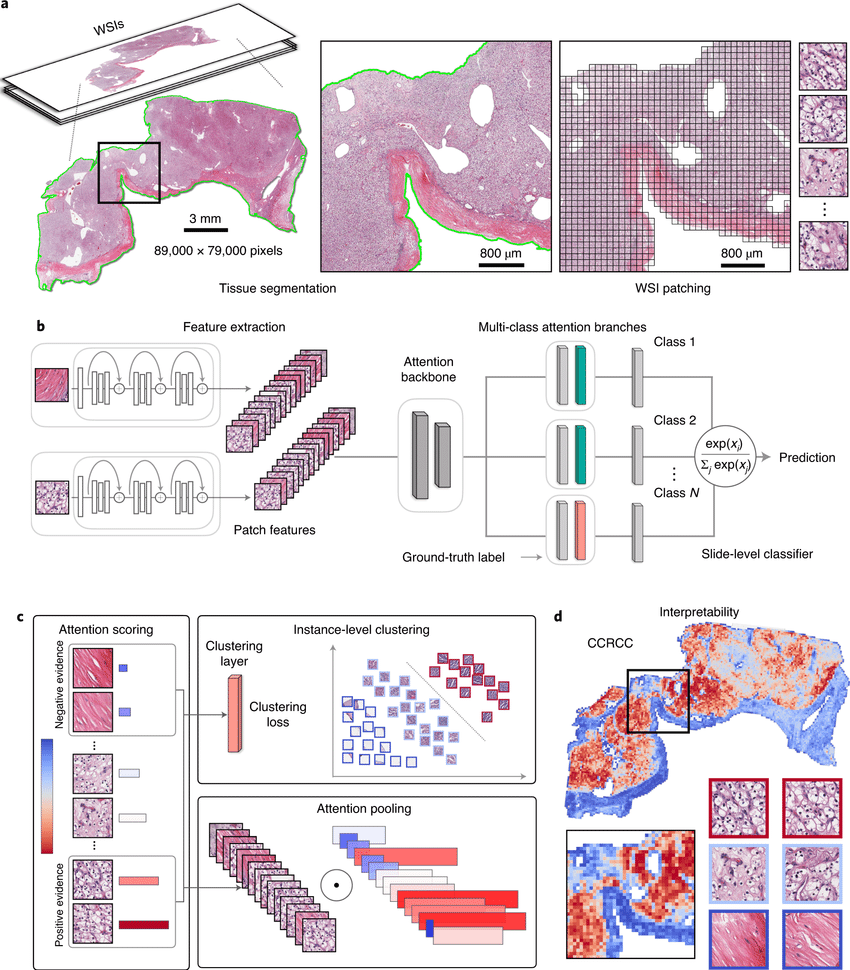 a
WSIs
3 mm
89,000 × 79,000 pixels
800 μm
800 μm
Tissue segmentation
WSI patching
b
Feature extraction
Multi-class attention branches
Attention
backbone
Class 1
Class 2
Class N
exp(xi)
Σj exp(xj)
Prediction
Patch features
Ground-truth label
Slide-level classifier
c
Attention scoring
Negative evidence
Positive evidence
Instance-level clustering
Clustering
layer
Clustering
loss
Attention pooling
d
Interpretability
CCRCC